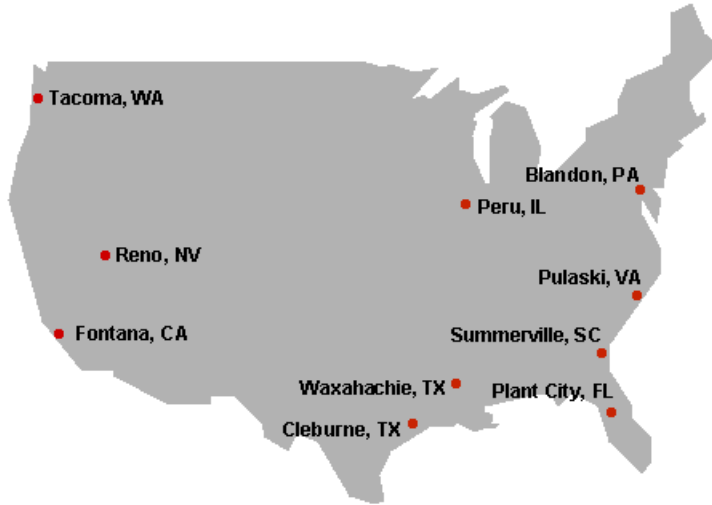 Tacoma, WA
Blandon, PA
Peru, IL
Reno, NV
Pulaski, VA
Fontana, CA
Summerville, SC
Waxahachie, TX
Plant City, FL
Cleburne, TX